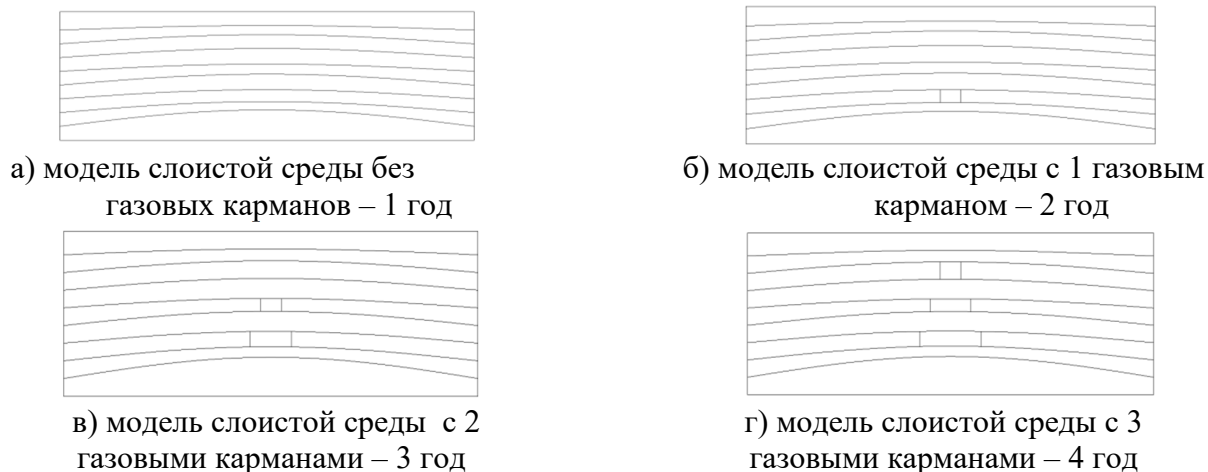 а) модель слоистой среды без
газовых карманов – 1 год
б) модель слоистой среды с 1 газовым
карманом – 2 год
в) модель слоистой среды с 2
газовыми карманами – 3 год
г) модель слоистой среды с 3
газовыми карманами – 4 год